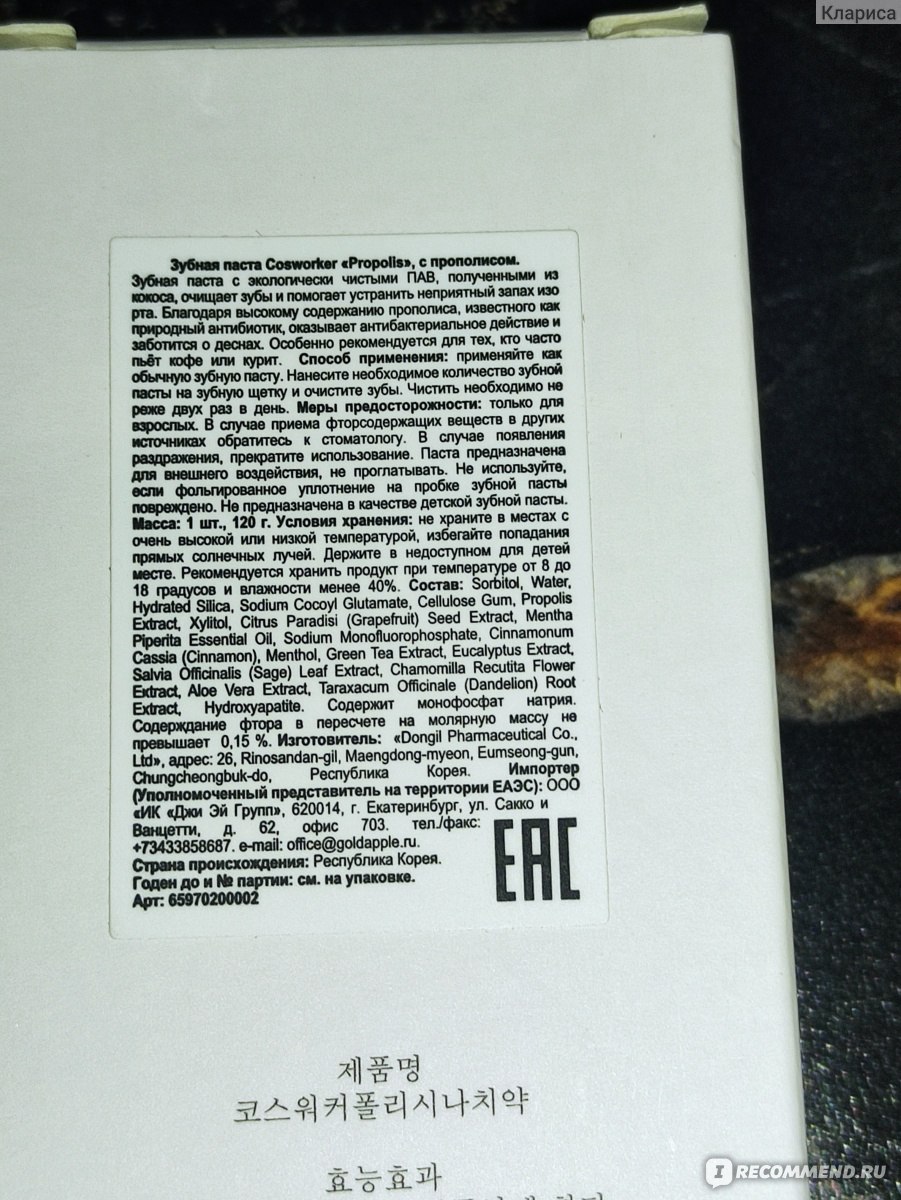 Клариса
Зубная паста Cosworker «Propolis», с прополисом.
Зубная паста с экологически чистыми ПАВ, полученными из
кокоса, очищает зубы и помогает устранить неприятный запах изо
рта. Благодаря высокому содержанию прополиса, известного как
природный антибиотик, оказывает антибактериальное действие и
заботится о деснах. Особенно рекомендуется для тех, кто часто
пьёт кофе или курит. Способ применения: применяйте как
обычную зубную пасту. Нанесите необходимое количество зубной
пасты на зубную щетку и очистите зубы. Чистить необходимо не
реже двух раз в день. Меры предосторожности: только для
взрослых. В случае приема фторсодержащих веществ в других
источниках обратитесь к стоматологу. В случае появления
раздражения, прекратите использование. Паста предназначена
для внешнего воздействия, не проглатывать. Не используйте,
если фольгированное уплотнение на пробке зубной пасты
повреждено. Не предназначена в качестве детской зубной пасты.
Масса: 1 шт., 120 г. Условия хранения: не храните в местах с
очень высокой или низкой температурой, избегайте попадания
прямых солнечных лучей. Держите в недоступном для детей
месте. Рекомендуется хранить продукт при температуре от 8 до
18 градусов и влажности менее 40%. Состав: Sorbitol, Water,
Hydrated Silica, Sodium Cocoyl Glutamate, Cellulose Gum, Propolis
Extract, Xylitol, Citrus Paradisi (Grapefruit) Seed Extract, Mentha
Piperita Essential Oil, Sodium Monofluorophosphate, Cinnamonum
Cassia (Cinnamon), Menthol, Green Tea Extract, Eucalyptus Extract,
Salvia Officinalis (Sage) Leaf Extract, Chamomilla Recutita Flower
Extract, Aloe Vera Extract, Taraxacum Officinale (Dandelion) Root
Extract, Hydroxyapatite. Содержит монофосфат натрия.
Содерждание фтора в пересчете на молярную массу не
превышает 0,15 %. Изготовитель: «Dongil Pharmaceutical Co.,
Ltd», адрес: 26, Rinosandan-gil, Maengdong-myeon, Eumseong-gun,
Chungcheongbuk-do, Республика Корея. Импортер
(Уполномоченный представитель на территории ЕАЭС): ООО
«ИК «Джи Эй Групп», 620014, г. Екатеринбург, ул. Сакко и
Ванцетти, д. 62, офис 703. тел./факс:
+73433858687. e-mail: office@goldapple.ru.
Страна происхождения: Республика Корея.
Годен до и № партии: см. на упаковке.
Арт: 65970200002
EAC
제품명
코스워커폴리시나치약
효능효과
IRECOMMEND.RU